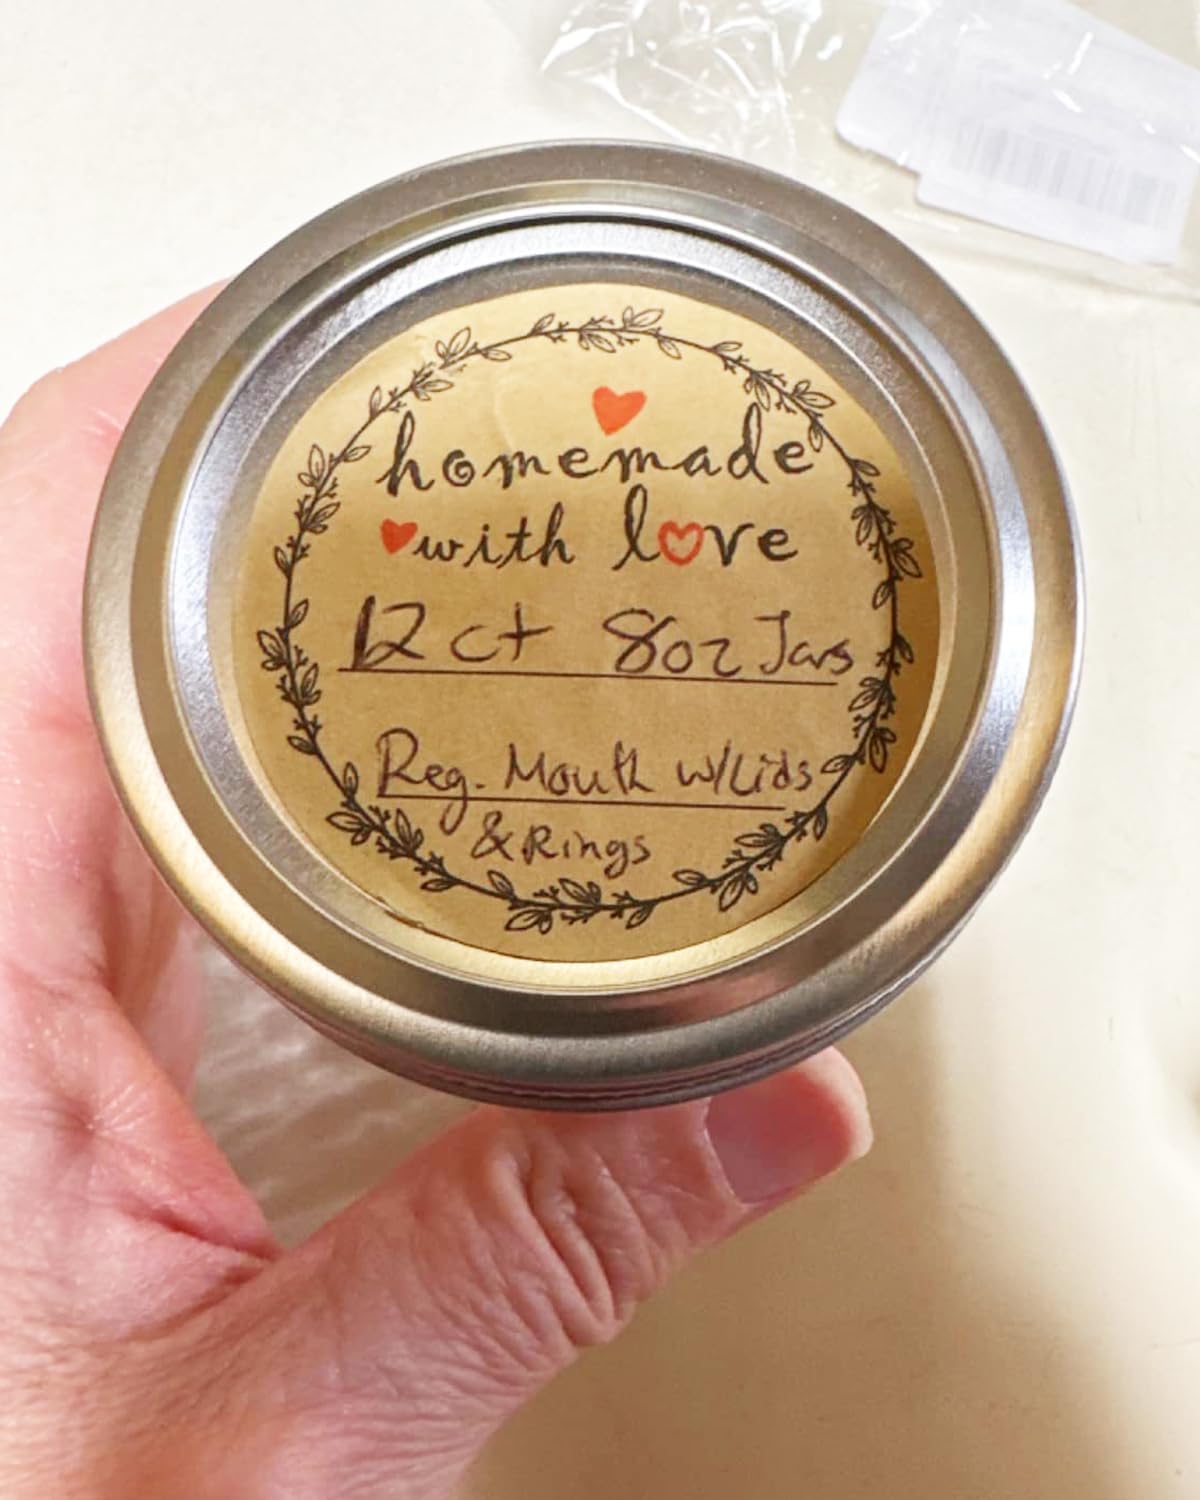 homemade
with love
12 ct 8oz Jars
Reg. Mouth w/Lids
& Rings